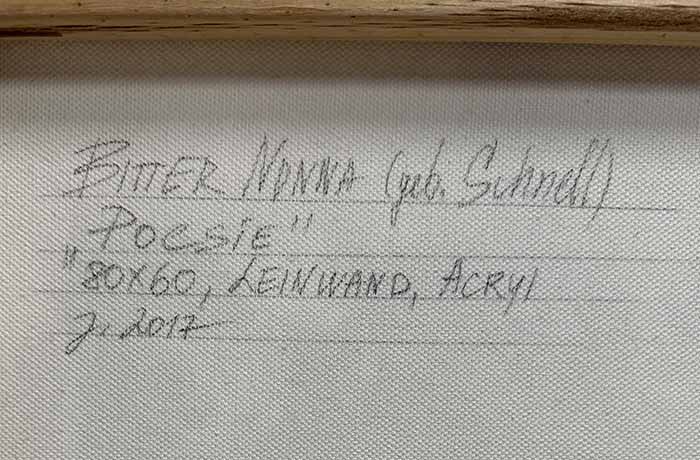 BITTER NONNA (geb. Schnell)
"Poesie"
80x60, LEINWAND, ACRYl
J. 2017